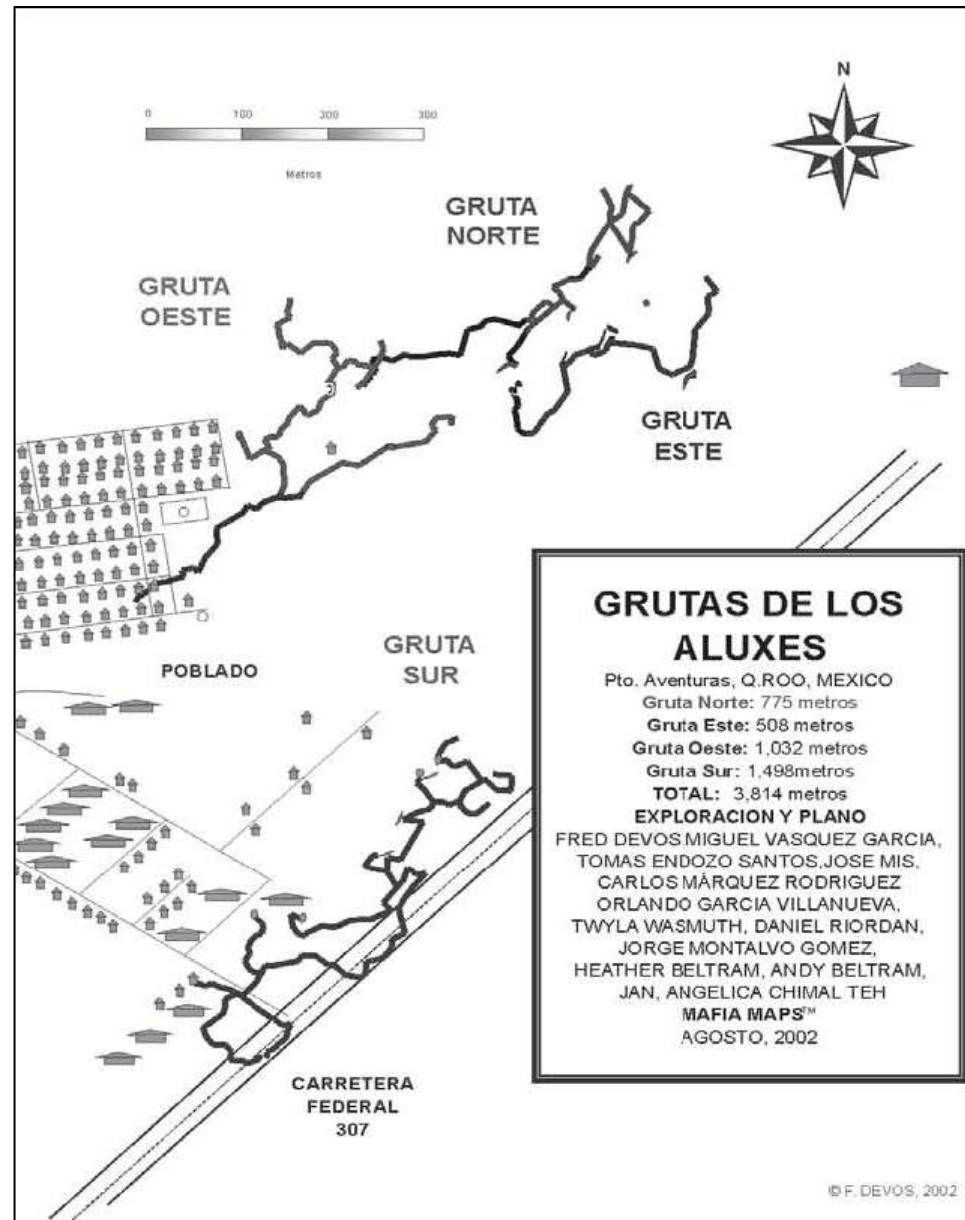 N
0 100 200 300
Metros
GRUTA
NORTE
GRUTA
OESTE
GRUTA
ESTE
GRUTA
SUR
POBLADO
CARRETERA
FEDERAL
307
GRUTAS DE LOS
ALUXES
Pto. Aventuras, Q.ROO, MEXICO
Gruta Norte: 775 metros
Gruta Este: 508 metros
Gruta Oeste: 1,032 metros
Gruta Sur: 1,498metros
TOTAL: 3,814 metros
EXPLORACION Y PLANO
FRED DEVOS,MIGUEL VASQUEZ GARCIA,
TOMAS ENDOZO SANTOS,JOSE MIS,
CARLOS MÁRQUEZ RODRIGUEZ
ORLANDO GARCIA VILLANUEVA,
TWYLA WASMUTH, DANIEL RIORDAN,
JORGE MONTALVO GOMEZ,
HEATHER BELTRAM, ANDY BELTRAM,
JAN, ANGELICA CHIMAL TEH
MAFIA MAPS™
AGOSTO, 2002
© F. DEVOS, 2002